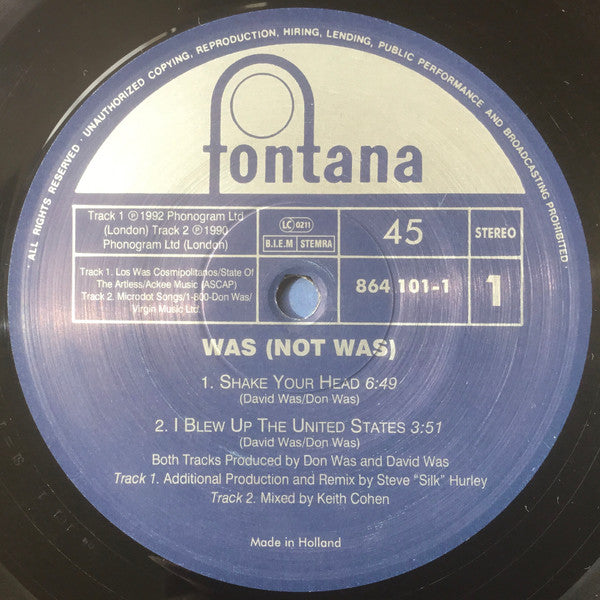 · ALL RIGHTS RESERVED · UNAUTHORIZED COPYING, REPRODUCTION, HIRING, LENDING, PUBLIC PERFORMANCE AND BROADCASTING PROHIBITED ·
fontana
Track 1 ℗ 1992 Phonogram Ltd
(London) Track 2 ℗ 1990
Phonogram Ltd (London)
LC 0211
B.I.E.M STEMRA
45
STEREO
Track 1. Los Was Cosmipolitanos/State Of
The Artless/Ackee Music (ASCAP)
Track 2. Microdot Songs/1-800-Don Was/
Virgin Music Ltd
864 101-1
1
WAS (NOT WAS)
1. SHAKE YOUR HEAD 6:49
(David Was/Don Was)
2. I BLEW UP THE UNITED STATES 3:51
(David Was/Don Was)
Both Tracks Produced by Don Was and David Was
Track 1. Additional Production and Remix by Steve "Silk" Hurley
Track 2. Mixed by Keith Cohen
Made in Holland